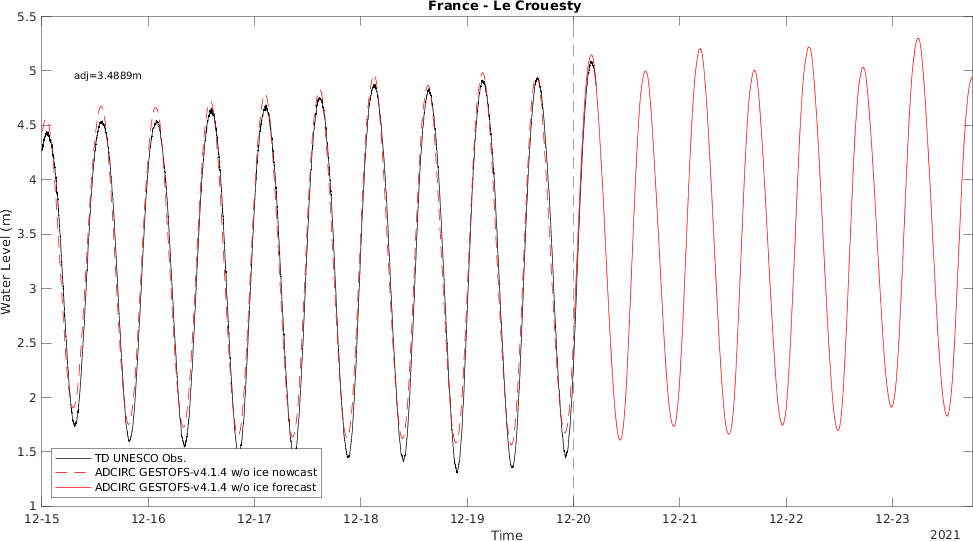 France - Le Crouesty
5.5
5
4.5
4
3.5
3
2.5
2
1.5
1
Water Level (m)
adj=3.4889m
TD UNESCO Obs.
ADCIRC GESTOFS-v4.1.4 w/o ice nowcast
ADCIRC GESTOFS-v4.1.4 w/o ice forecast
12-15 12-16 12-17 12-18 12-19 12-20 12-21 12-22 12-23
Time
2021